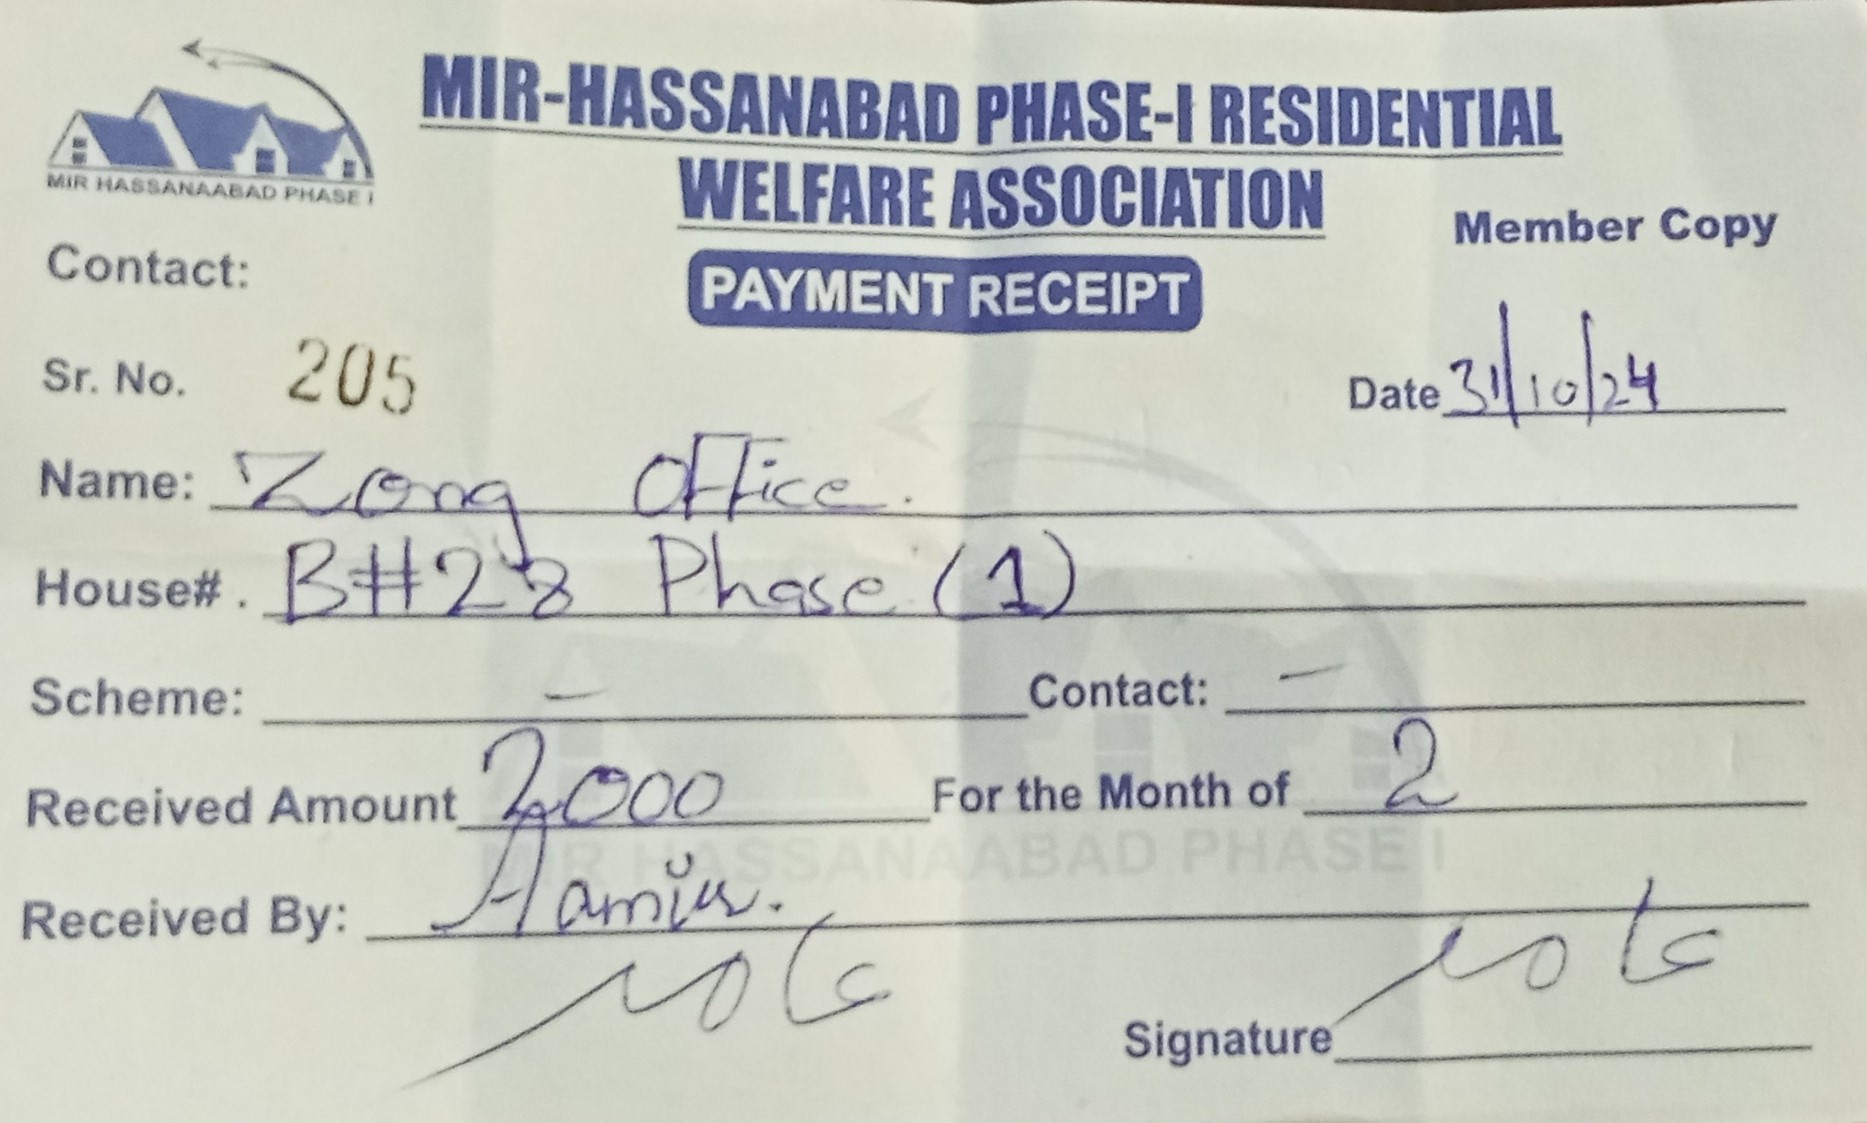 MIR-HASSANABAD PHASE-I RESIDENTIAL
WELFARE ASSOCIATION
MIR HASSANAABAD PHASE I
Member Copy
Contact:
PAYMENT RECEIPT
Sr. No. 205
Date 31/10/24
Name: Zong Office.
House#. B#28 Phase (1)
Scheme: — Contact: —
Received Amount 2000 For the Month of 2
MIR HASSANAABAD PHASE I
Received By:
Signature